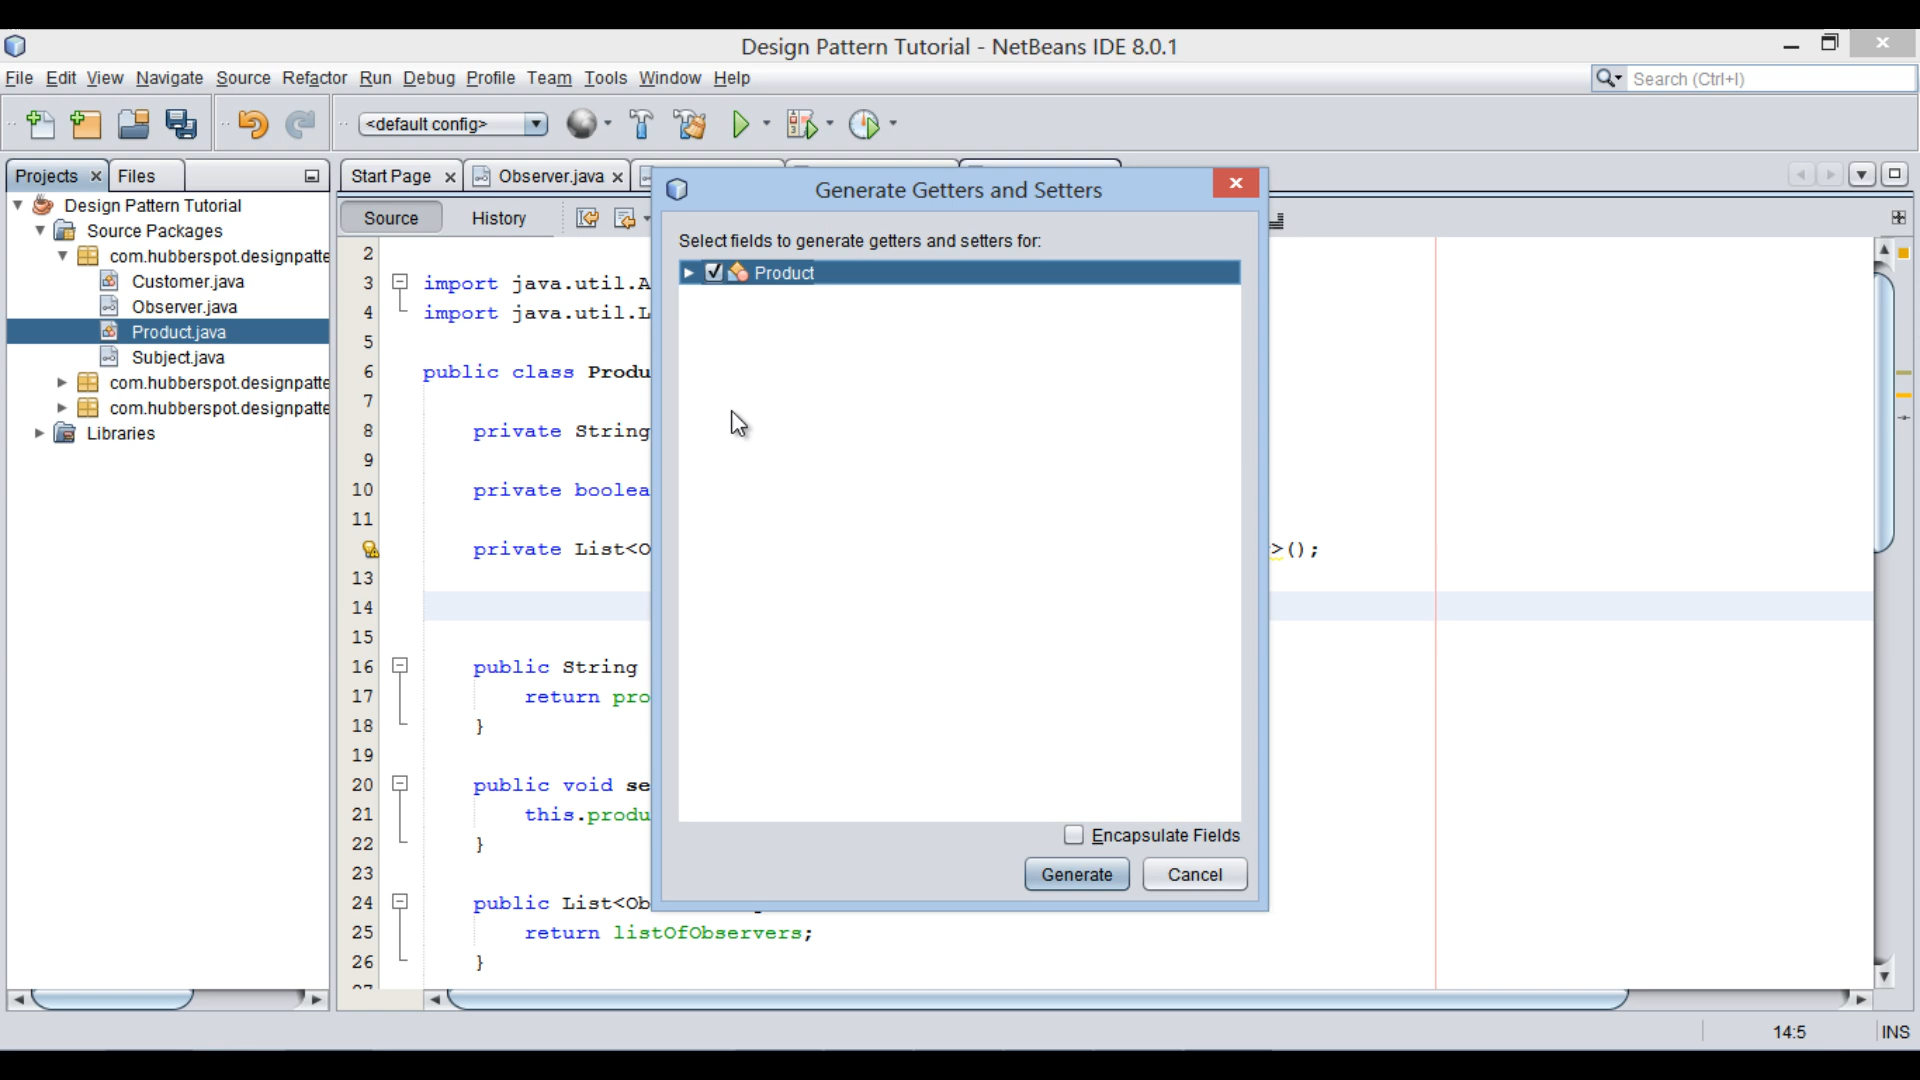 Design Pattern Tutorial - NetBeans IDE 8.0.1
File Edit View Navigate Source Refactor Run Debug Profile Team Tools Window Help
Search (Ctrl+I)
<default config>
Projects
Files
Start Page
Observer.java
Source
History
Design Pattern Tutorial
Source Packages
com.hubberspot.designpatte
Customer.java
Observer.java
Product.java
Subject.java
com.hubberspot.designpatte
com.hubberspot.designpatte
Libraries
2
3 import java.util.A
4 import java.util.L
5
6 public class Produ
7
8 private String
9
10 private boolea
11
private List<O >();
13
14
15
16 public String
17 return pro
18 }
19
20 public void se
21 this.produ
22 }
23
24 public List<Ob
25 return listOfObservers;
26 }
Generate Getters and Setters
Select fields to generate getters and setters for:
Product
Encapsulate Fields
Generate
Cancel
14:5
INS